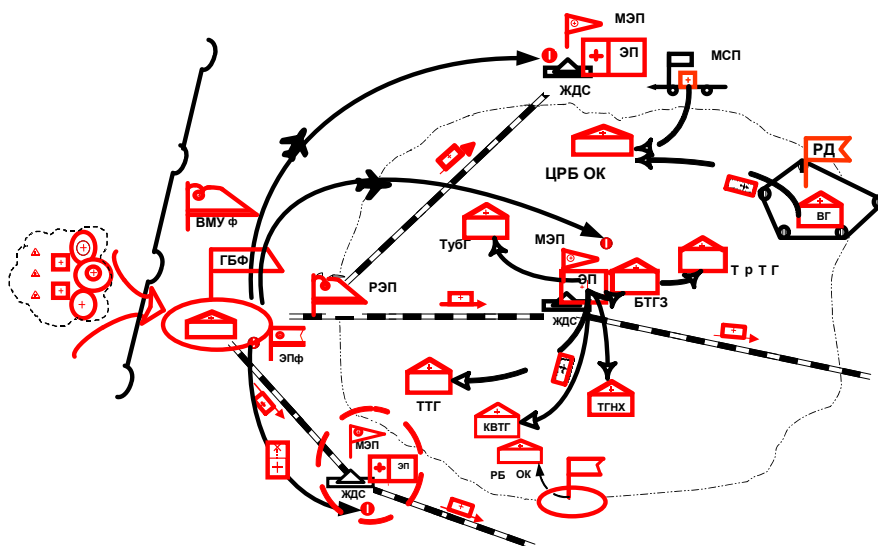 МЭП
ЭП
МСП
ЖДС
РД
ЦРБ ОК
ВГ
ВМУ ф
ТубГ
МЭП
ГБФ
РЭП
ЭП
БТГЗ
Т р Т Г
ЖДС
ЭПф
ТТГ
ТГНХ
КВТГ
МЭП
ЭП
РБ ОК
ЖДС